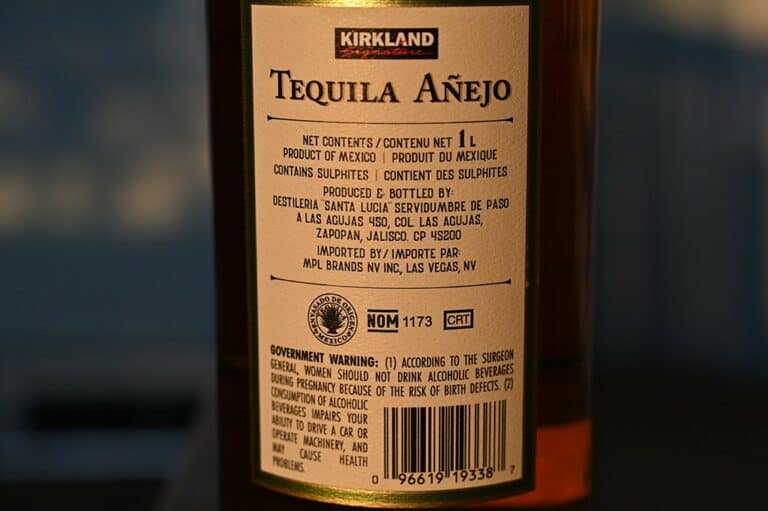 KIRKLAND
Signature
TEQUILA AÑEJO
NET CONTENTS / CONTENU NET 1 L
PRODUCT OF MEXICO | PRODUIT DU MEXIQUE
CONTAINS SULPHITES | CONTIENT DES SULPHITES
PRODUCED & BOTTLED BY:
DESTILERIA "SANTA LUCIA" SERVIDUMBRE DE PASO
A LAS AGUJAS 450, COL. LAS AGUJAS,
ZAPOPAN, JALISCO. CP 45200
IMPORTED BY / IMPORTE PAR:
MPL BRANDS NV INC, LAS VEGAS, NV
ENVASADO DE ORIGEN
MEXICO
NOM 1173 CRT
GOVERNMENT WARNING: (1) ACCORDING TO THE SURGEON
GENERAL, WOMEN SHOULD NOT DRINK ALCOHOLIC BEVERAGES
DURING PREGNANCY BECAUSE OF THE RISK OF BIRTH DEFECTS. (2)
CONSUMPTION OF ALCOHOLIC
BEVERAGES IMPAIRS YOUR
ABILITY TO DRIVE A CAR OR
OPERATE MACHINERY, AND
MAY CAUSE HEALTH
PROBLEMS.
0 96619 19338 7